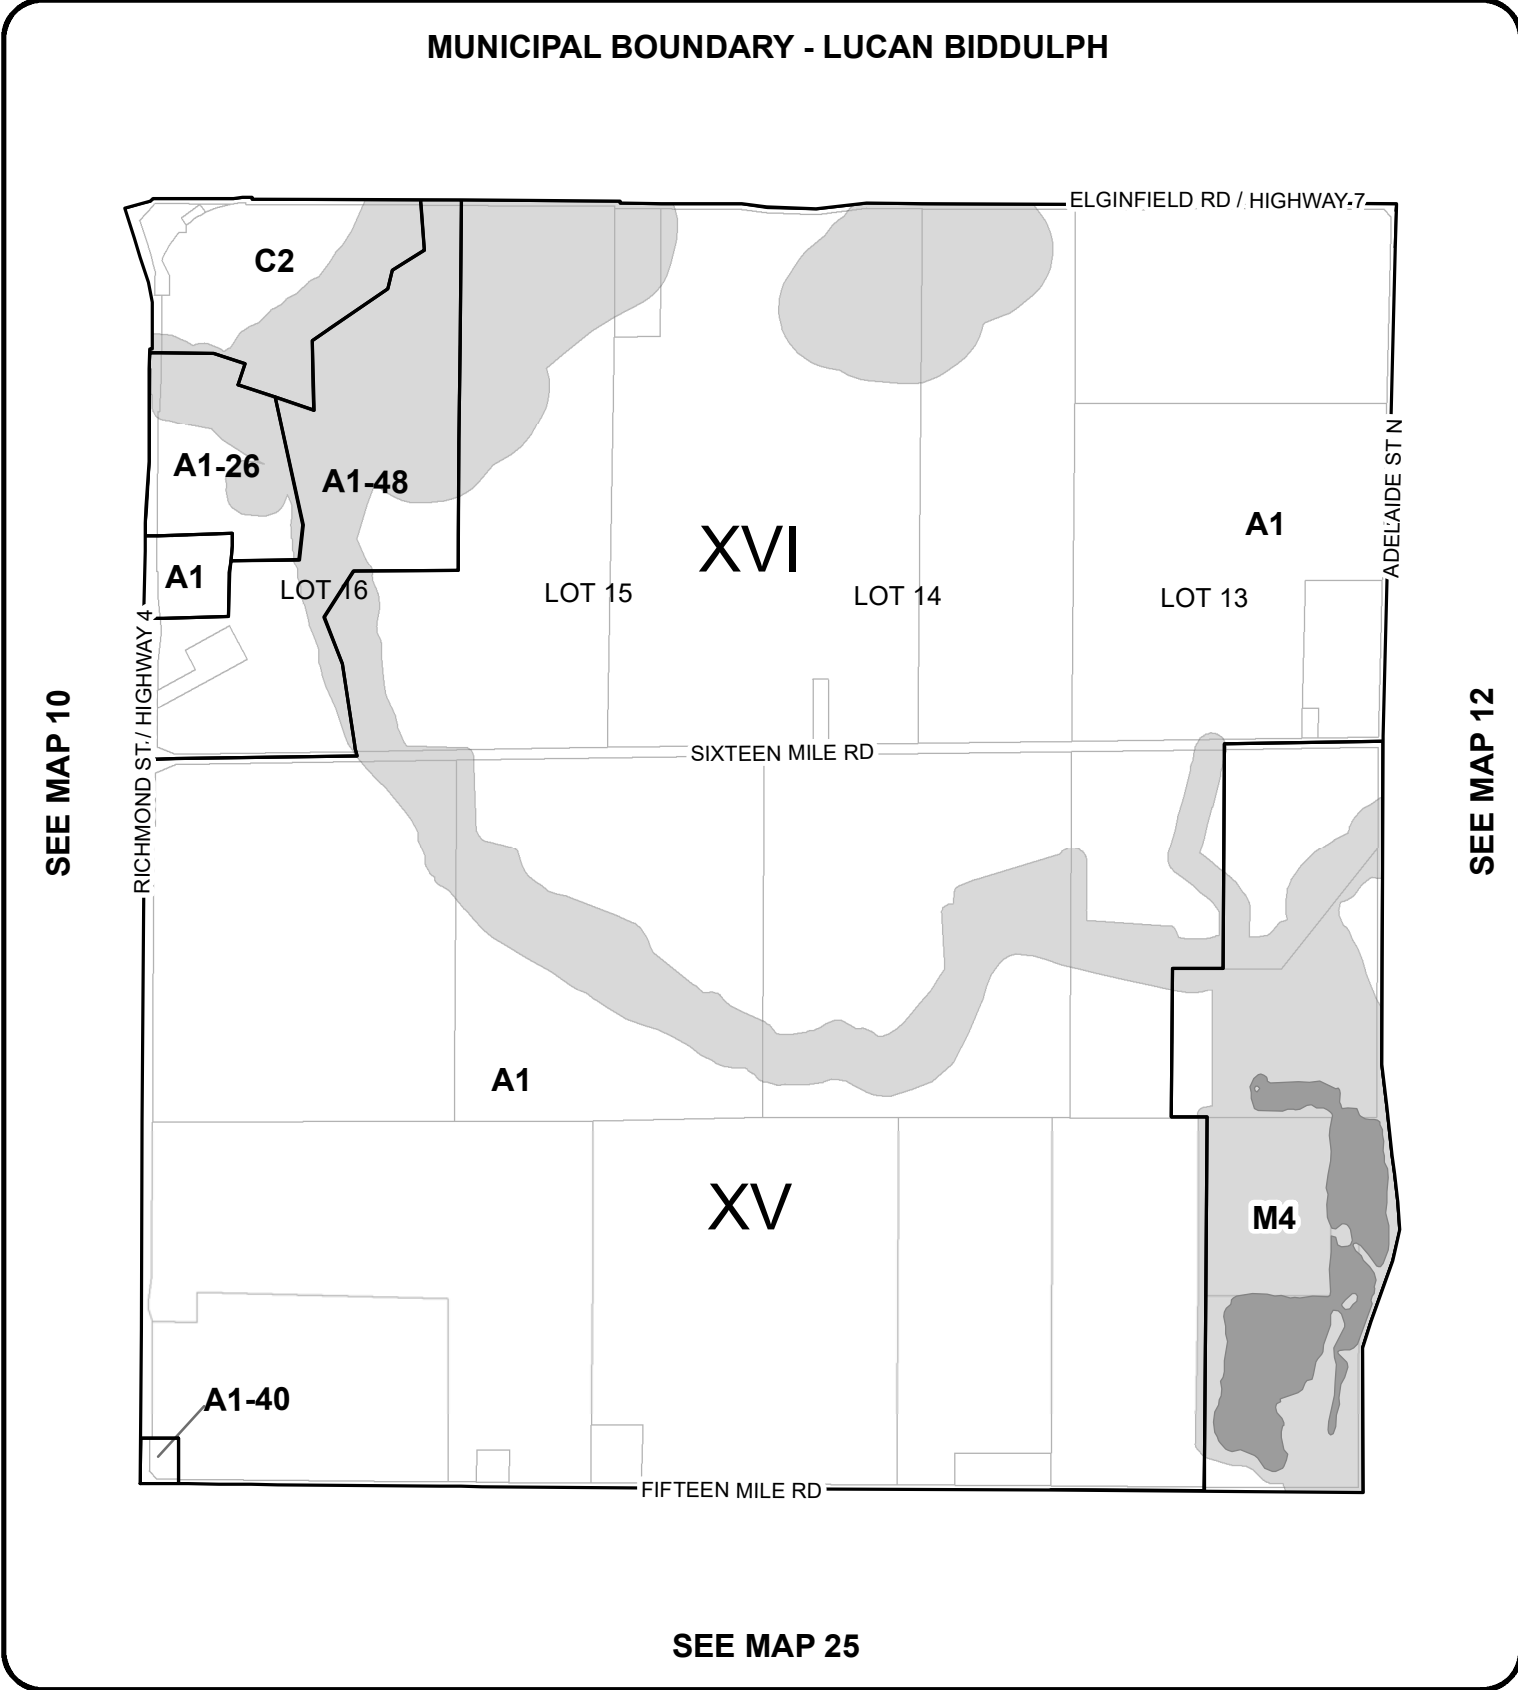 MUNICIPAL BOUNDARY - LUCAN BIDDULPH
ELGINFIELD RD / HIGHWAY 7
C2
A1-26
A1-48
ADELAIDE ST N
XVI
A1
A1
LOT 16
LOT 15
LOT 14
LOT 13
RICHMOND ST / HIGHWAY 4
SEE MAP 10
SIXTEEN MILE RD
SEE MAP 12
A1
XV
M4
A1-40
FIFTEEN MILE RD
SEE MAP 25